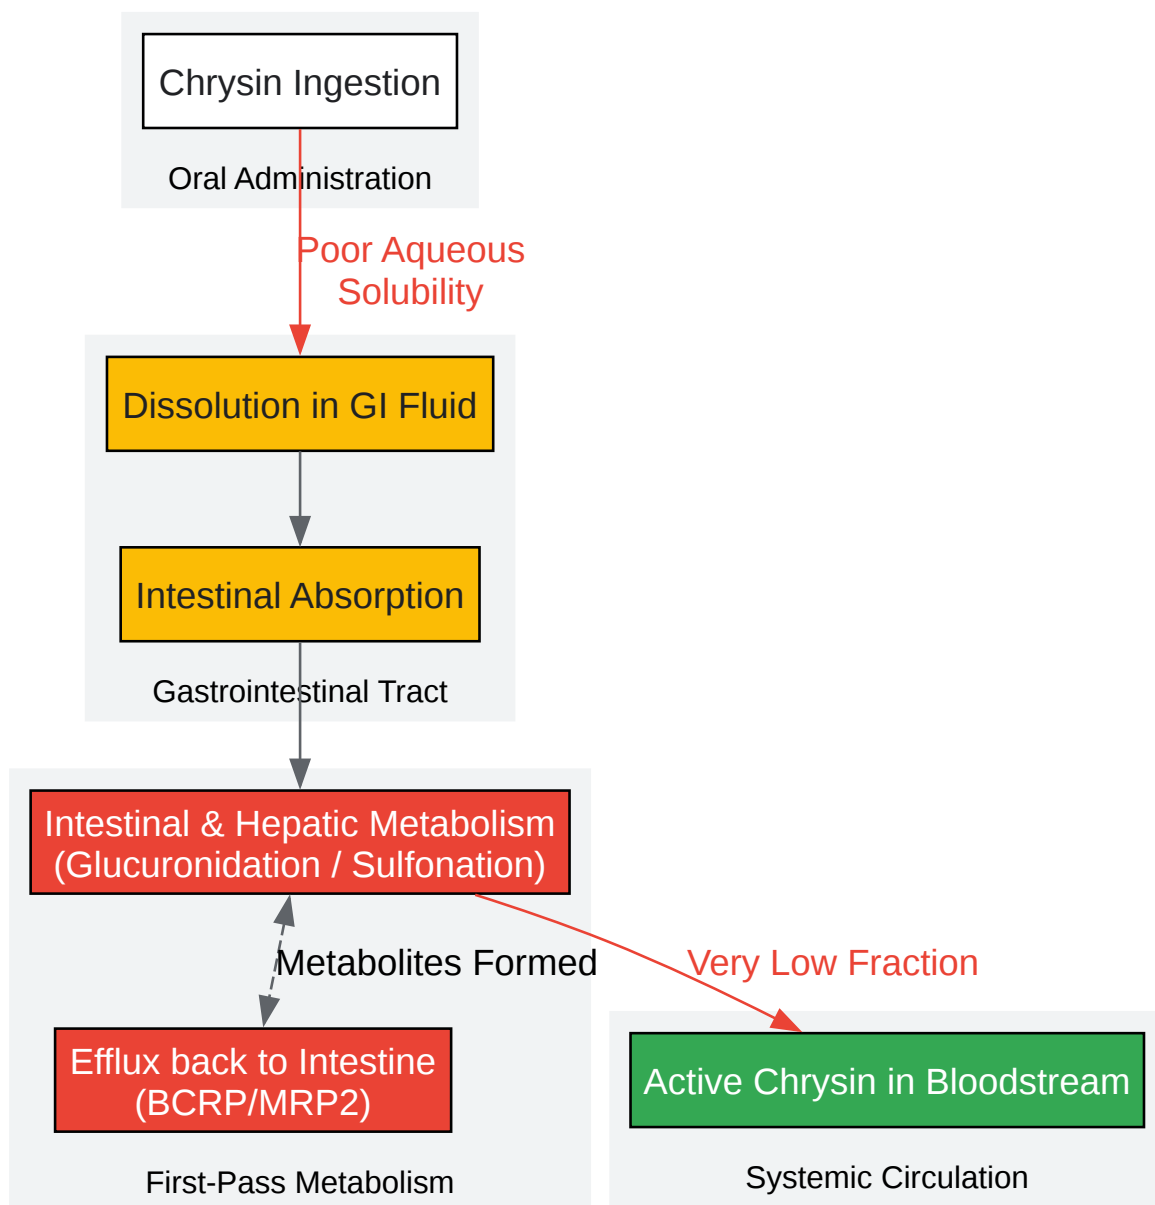 Chrysin Ingestion
Oral Administration
Poor Aqueous
Solubility
Dissolution in GI Fluid
Intestinal Absorption
Gastrointestinal Tract
Intestinal & Hepatic Metabolism
(Glucuronidation / Sulfonation)
Metabolites Formed
Very Low Fraction
Efflux back to Intestine
(BCRP/MRP2)
First-Pass Metabolism
Active Chrysin in Bloodstream
Systemic Circulation